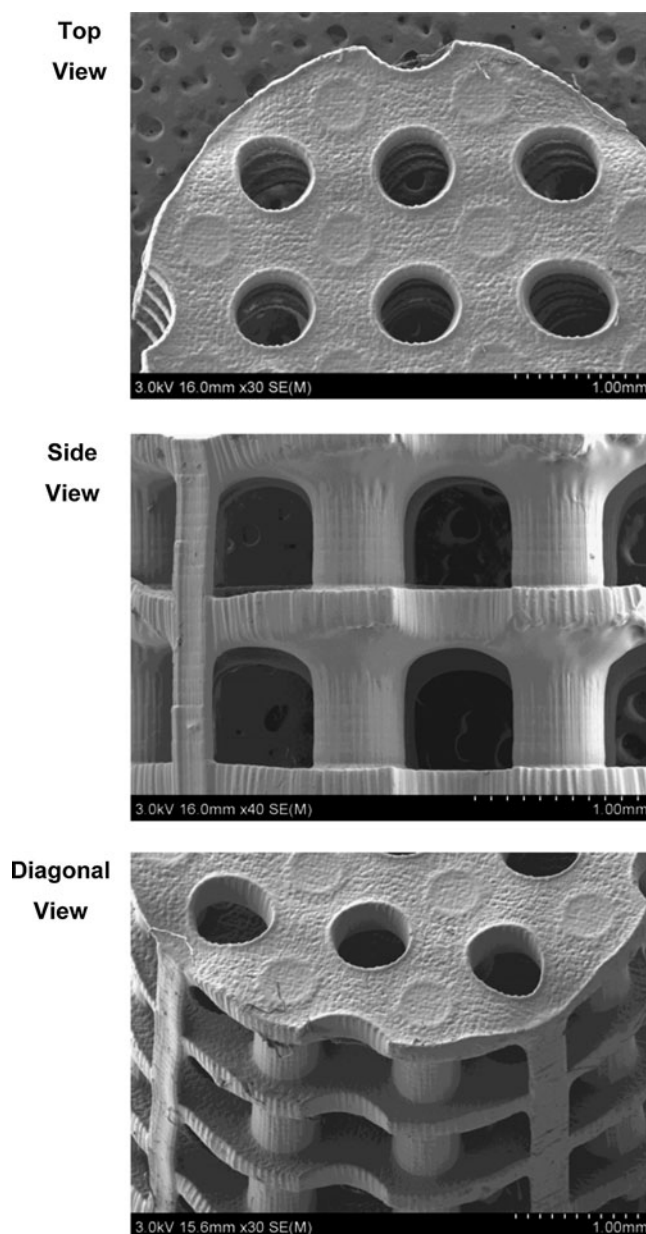 Top
View
3.0kV 16.0mm x30 SE(M)
1.00mm
Side
View
3.0kV 16.0mm x40 SE(M)
1.00mm
Diagonal
View
3.0kV 15.6mm x30 SE(M)
1.00mm